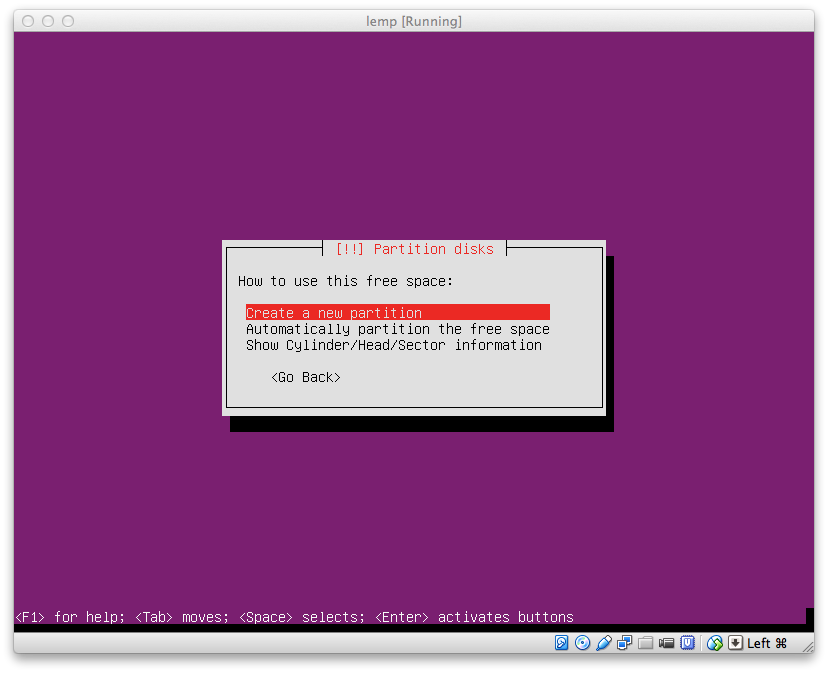 lemp [Running]
[!!] Partition disks
How to use this free space:
Create a new partition
Automatically partition the free space
Show Cylinder/Head/Sector information
<Go Back>
<F1> for help; <Tab> moves; <Space> selects; <Enter> activates buttons
Left ⌘